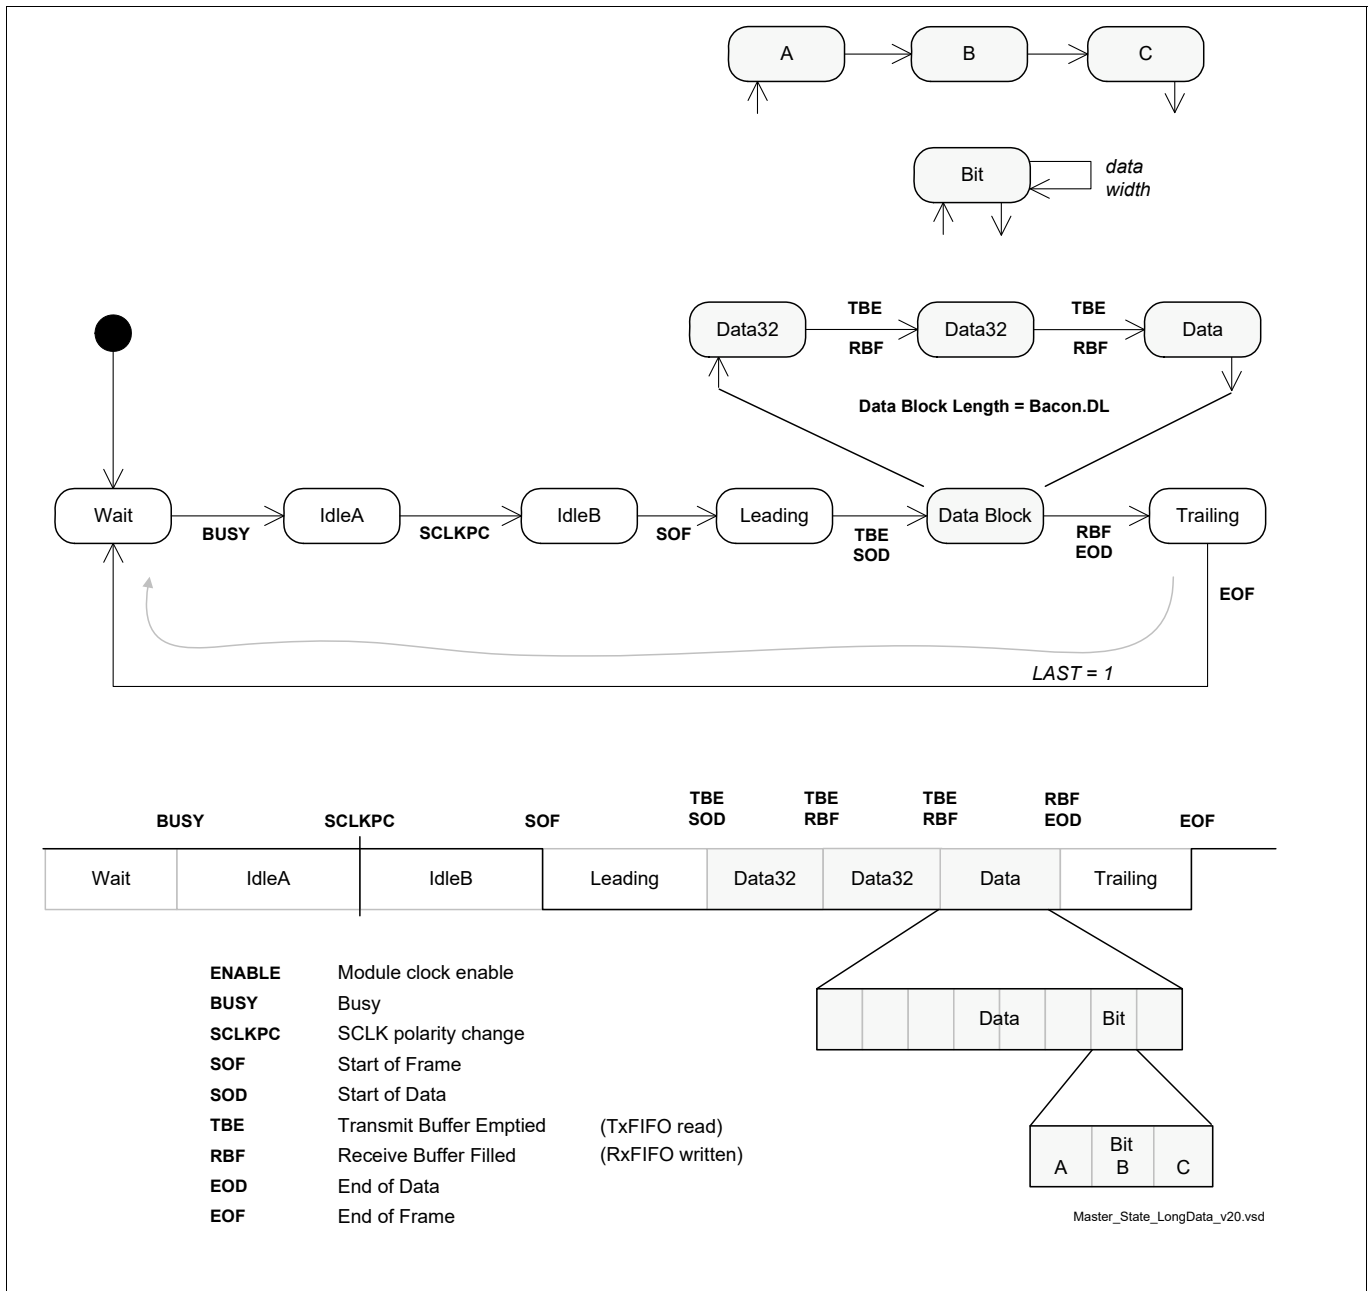 A B C
Bit
data
width
TBE TBE
Data32 Data32 Data
RBF RBF
Data Block Length = Bacon.DL
Wait IdleA IdleB Leading Data Block Trailing
BUSY SCLKPC SOF TBE
SOD RBF
EOD
EOF
LAST = 1
TBE
SOD TBE
RBF TBE
RBF RBF
EOD
BUSY SCLKPC SOF EOF
Wait IdleA IdleB Leading Data32 Data32 Data Trailing
ENABLE Module clock enable
BUSY Busy
SCLKPC SCLK polarity change
SOF Start of Frame
SOD Start of Data
TBE Transmit Buffer Emptied (TxFIFO read)
RBF Receive Buffer Filled (RxFIFO written)
EOD End of Data
EOF End of Frame
Data Bit
Bit
A B C
Master_State_LongData_v20.vsd